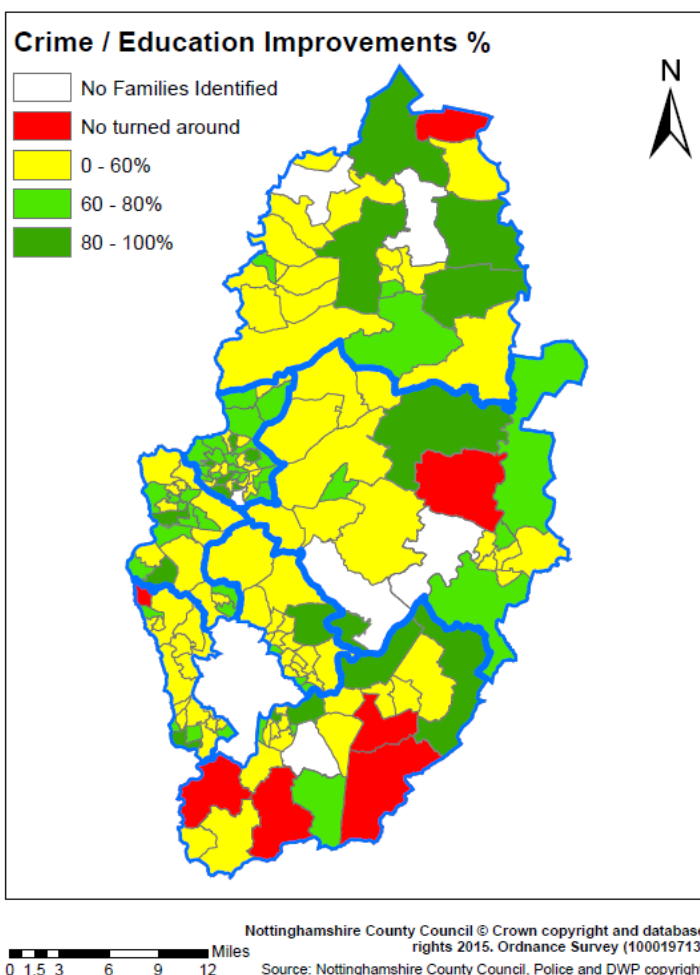 Crime / Education Improvements %
N
No Families Identified
No turned around
0 - 60%
60 - 80%
80 - 100%
Nottinghamshire County Council © Crown copyright and database
rights 2015. Ordnance Survey (100019713
Miles
0 1.5 3 6 9 12
Source: Nottinghamshire County Council, Police and DWP copyright